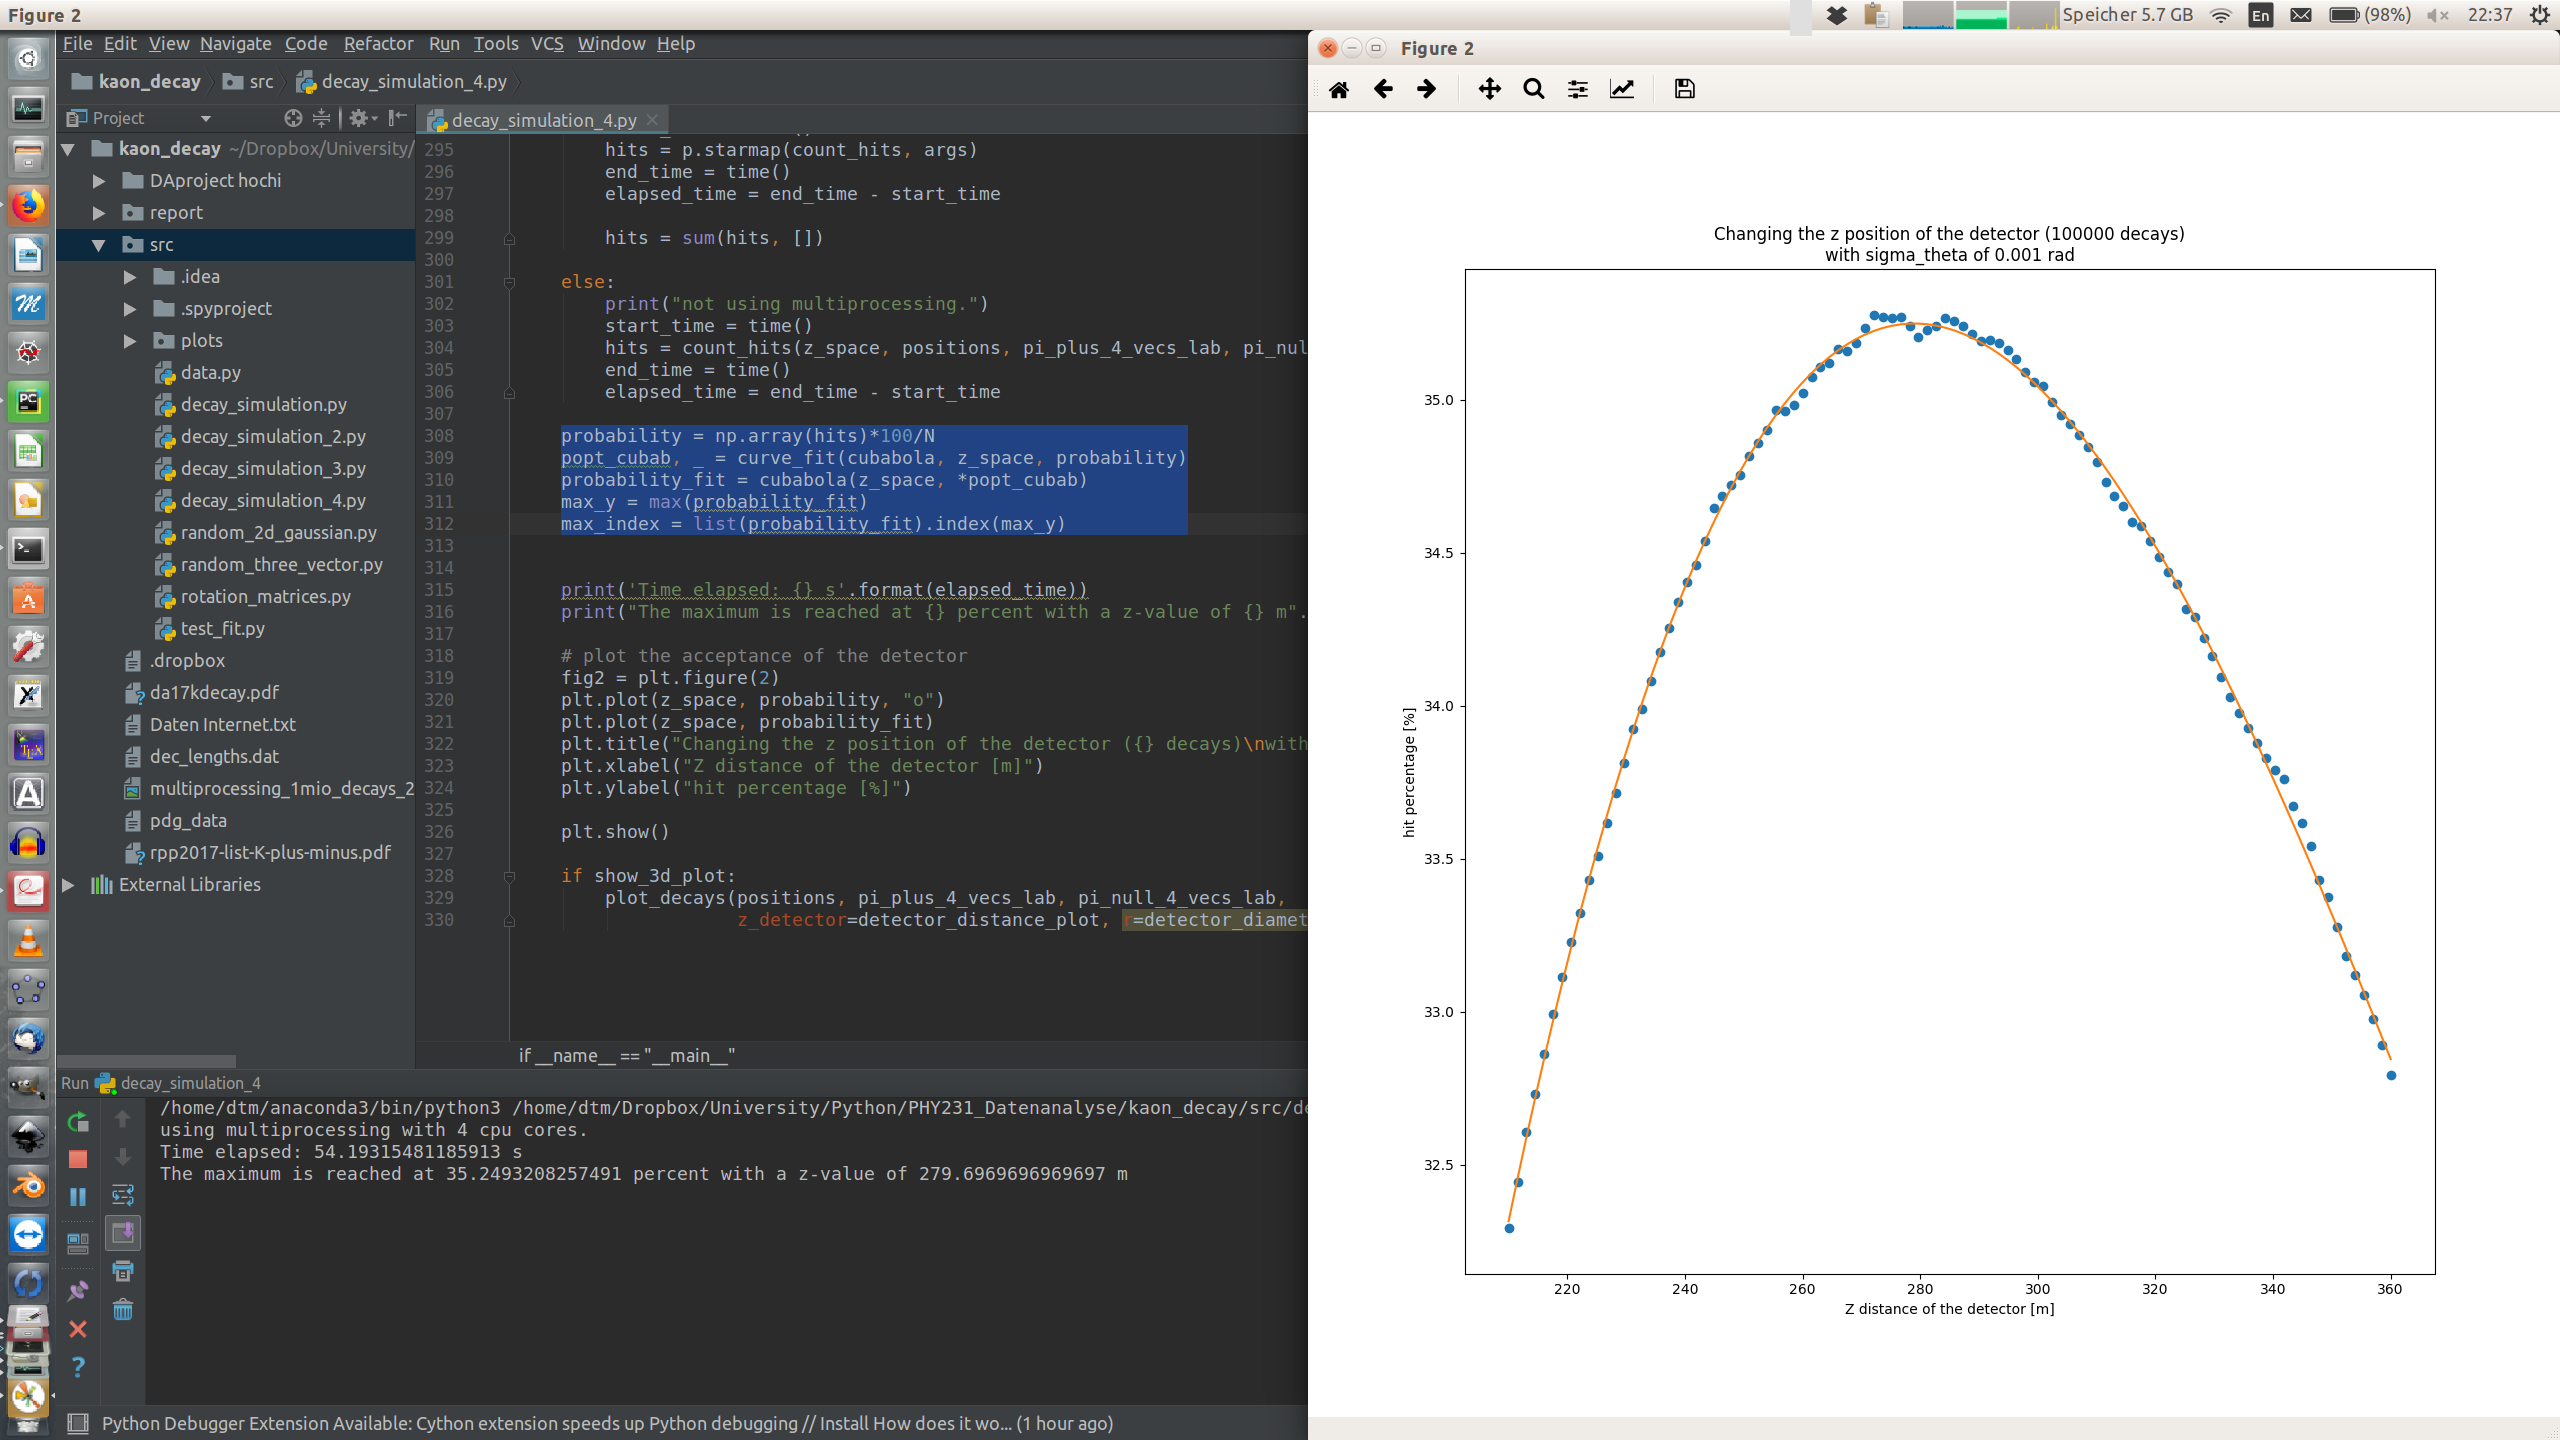 Figure 2
Speicher 5.7 GB
En
(98%)
22:37
File Edit View Navigate Code Refactor Run Tools VCS Window Help
kaon_decay
src
decay_simulation_4.py
Project
decay_simulation_4.py
kaon_decay ~/Dropbox/University/
DAproject hochi
report
src
.idea
.spyproject
plots
data.py
decay_simulation.py
decay_simulation_2.py
decay_simulation_3.py
decay_simulation_4.py
random_2d_gaussian.py
random_three_vector.py
rotation_matrices.py
test_fit.py
.dropbox
da17kdecay.pdf
Daten Internet.txt
dec_lengths.dat
multiprocessing_1mio_decays_2
pdg_data
rpp2017-list-K-plus-minus.pdf
External Libraries
295 hits = p.starmap(count_hits, args)
296 end_time = time()
297 elapsed_time = end_time - start_time
298
299 hits = sum(hits, [])
300
301 else:
302 print("not using multiprocessing.")
303 start_time = time()
304 hits = count_hits(z_space, positions, pi_plus_4_vecs_lab, pi_nul
305 end_time = time()
306 elapsed_time = end_time - start_time
307
308 probability = np.array(hits)*100/N
309 popt_cubab, _ = curve_fit(cubabola, z_space, probability)
310 probability_fit = cubabola(z_space, *popt_cubab)
311 max_y = max(probability_fit)
312 max_index = list(probability_fit).index(max_y)
313
314
315 print('Time elapsed: {} s'.format(elapsed_time))
316 print("The maximum is reached at {} percent with a z-value of {} m".
317
318 # plot the acceptance of the detector
319 fig2 = plt.figure(2)
320 plt.plot(z_space, probability, "o")
321 plt.plot(z_space, probability_fit)
322 plt.title("Changing the z position of the detector ({} decays)\nwith
323 plt.xlabel("Z distance of the detector [m]")
324 plt.ylabel("hit percentage [%]")
325
326 plt.show()
327
328 if show_3d_plot:
329 plot_decays(positions, pi_plus_4_vecs_lab, pi_null_4_vecs_lab,
330 z_detector=detector_distance_plot, r=detector_diamet
if __name__ == "__main__"
Run decay_simulation_4
/home/dtm/anaconda3/bin/python3 /home/dtm/Dropbox/University/Python/PHY231_Datenanalyse/kaon_decay/src/de
using multiprocessing with 4 cpu cores.
Time elapsed: 54.19315481185913 s
The maximum is reached at 35.2493208257491 percent with a z-value of 279.6969696969697 m
Python Debugger Extension Available: Cython extension speeds up Python debugging // Install How does it wo... (1 hour ago)
Figure 2
Changing the z position of the detector (100000 decays)
with sigma_theta of 0.001 rad
35.0
34.5
34.0
33.5
33.0
32.5
hit percentage [%]
220 240 260 280 300 320 340 360
Z distance of the detector [m]